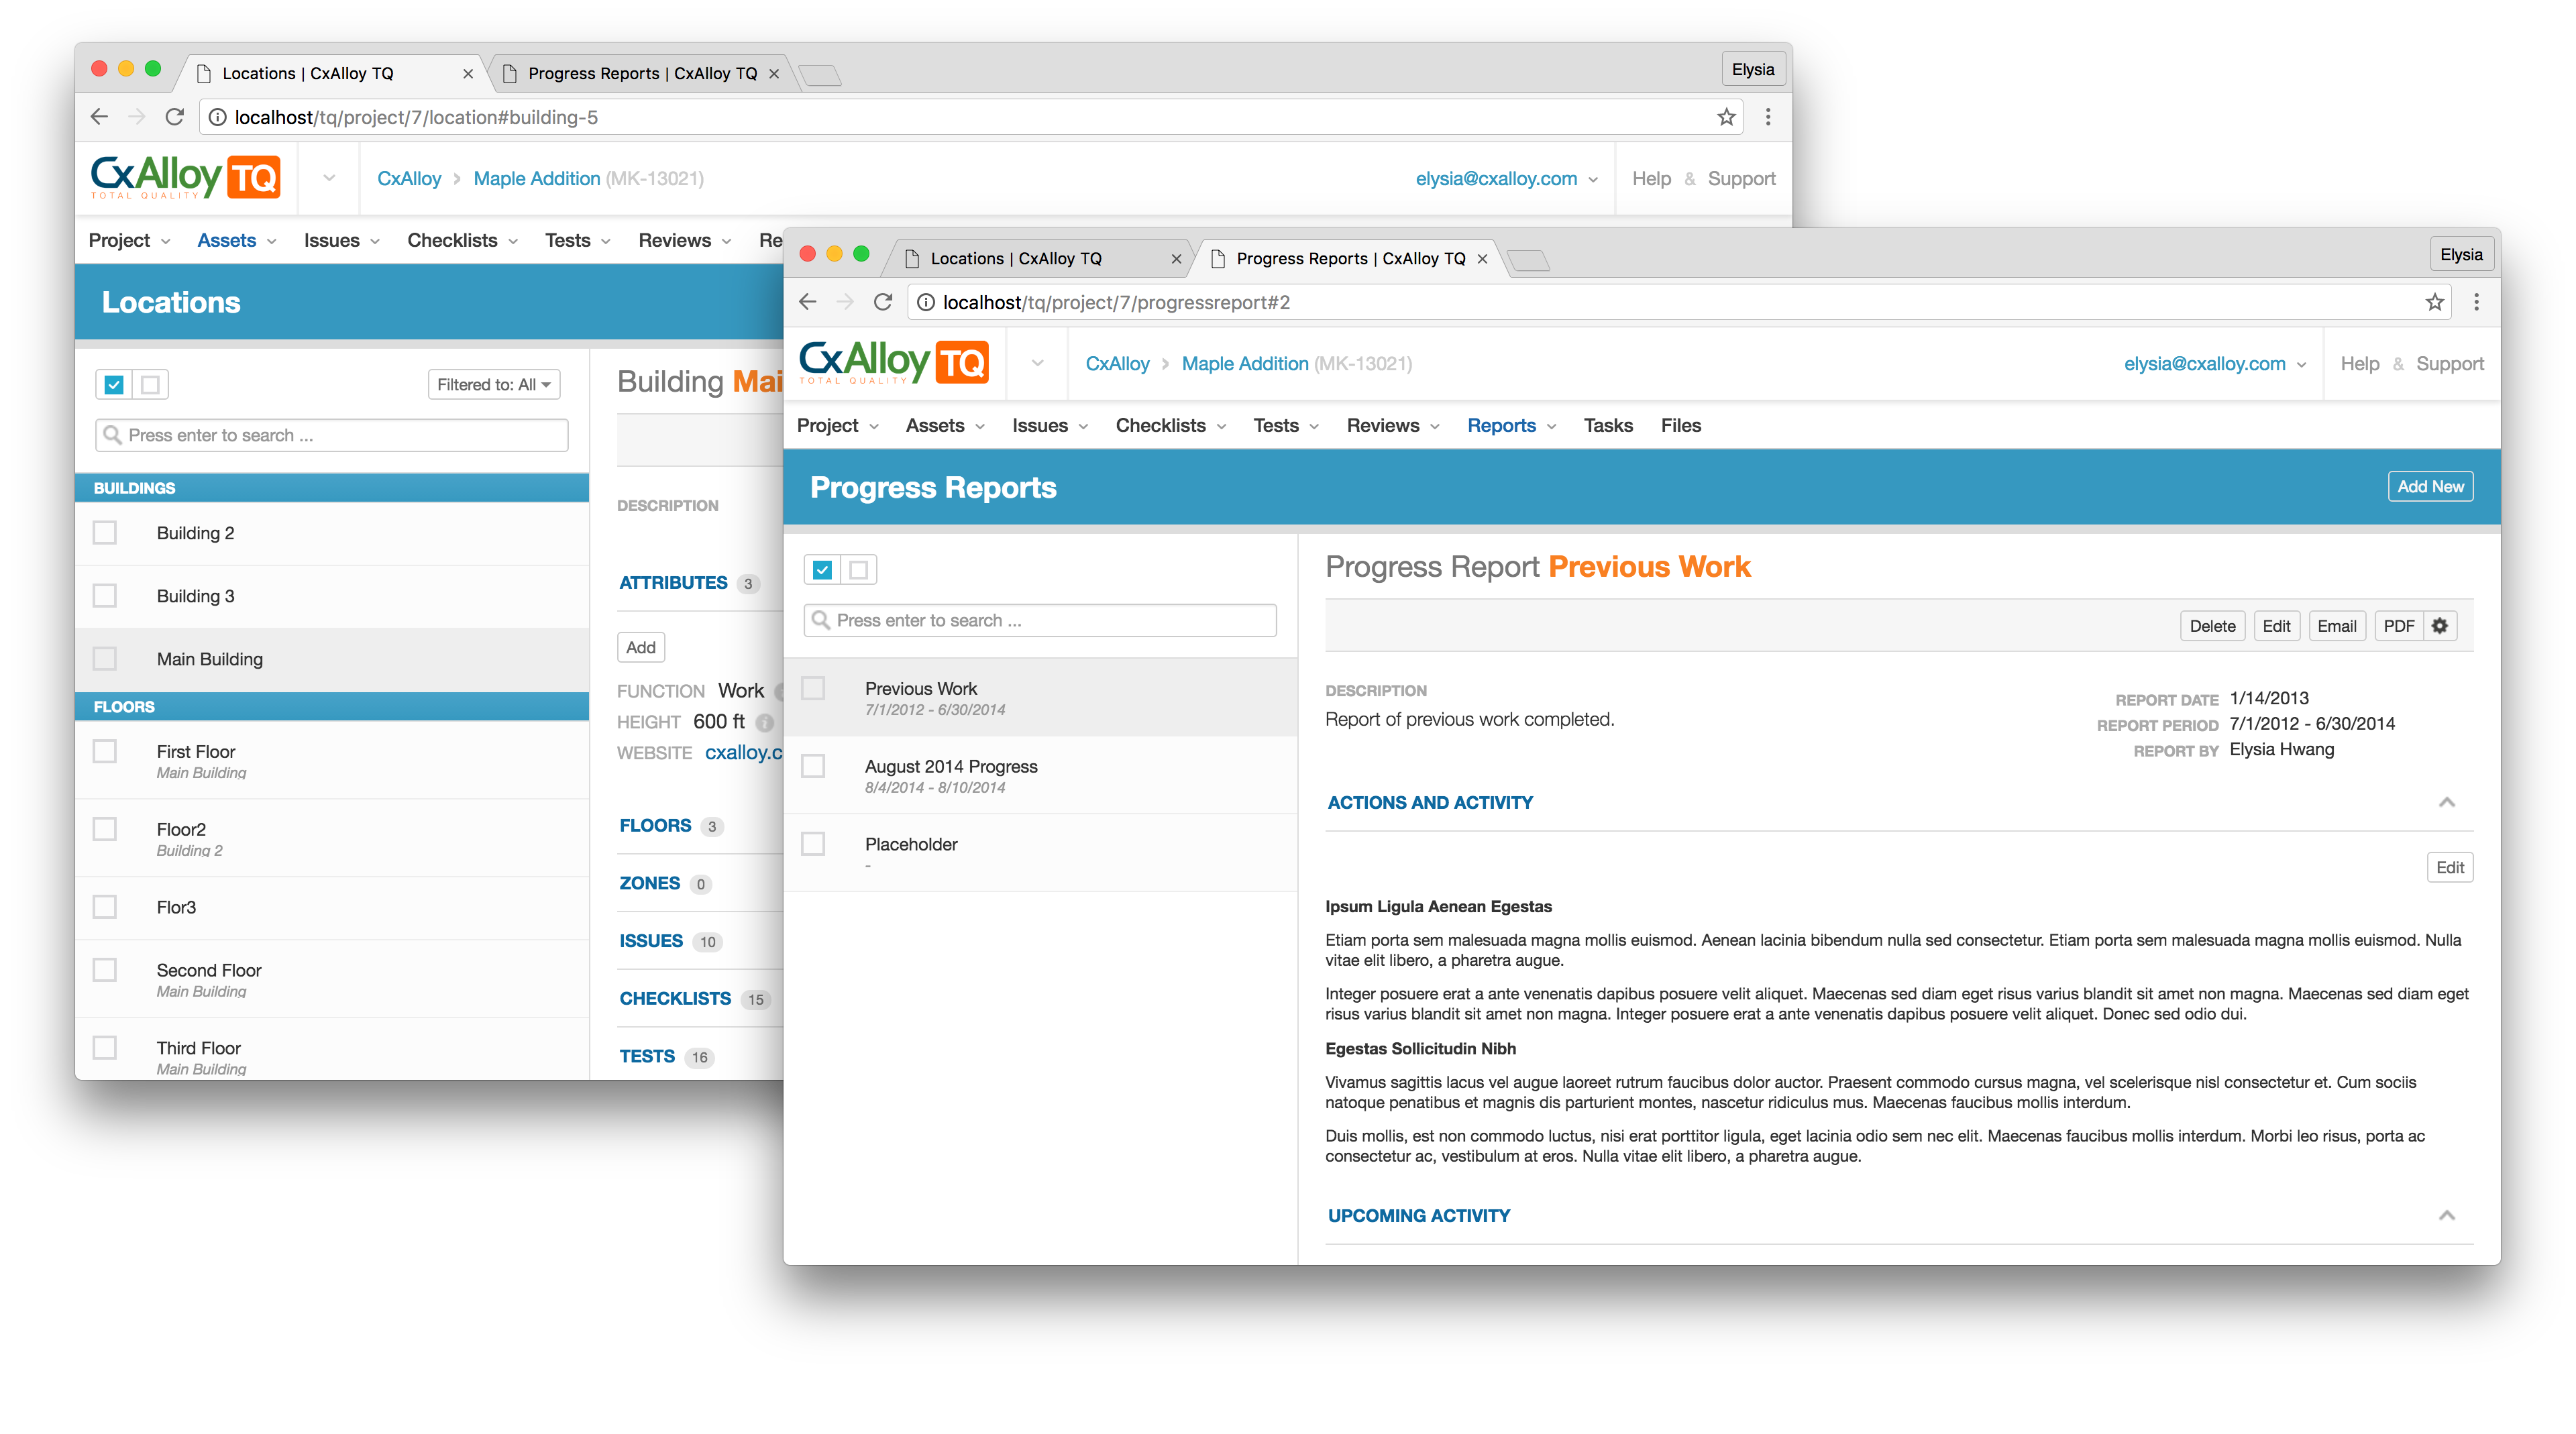 Locations | CxAlloy TQ
Progress Reports | CxAlloy TQ
Elysia
localhost/tq/project/7/location#building-5
CxAlloy TQ
TOTAL QUALITY
CxAlloy
Maple Addition (MK-13021)
elysia@cxalloy.com
Help & Support
Project
Assets
Issues
Checklists
Tests
Reviews
Re
Locations
Filtered to: All
Press enter to search ...
BUILDINGS
Building 2
Building 3
Main Building
FLOORS
First Floor
Main Building
Floor2
Building 2
Flor3
Second Floor
Main Building
Third Floor
Main Building
Building Mai
DESCRIPTION
ATTRIBUTES 3
Add
FUNCTION Work
HEIGHT 600 ft
WEBSITE cxalloy.c
FLOORS 3
ZONES 0
ISSUES 10
CHECKLISTS 15
TESTS 16
Locations | CxAlloy TQ
Progress Reports | CxAlloy TQ
Elysia
localhost/tq/project/7/progressreport#2
CxAlloy TQ
TOTAL QUALITY
CxAlloy
Maple Addition (MK-13021)
elysia@cxalloy.com
Help & Support
Project
Assets
Issues
Checklists
Tests
Reviews
Reports
Tasks
Files
Progress Reports
Add New
Press enter to search ...
Previous Work
7/1/2012 - 6/30/2014
August 2014 Progress
8/4/2014 - 8/10/2014
Placeholder
-
Progress Report Previous Work
Delete
Edit
Email
PDF
DESCRIPTION
Report of previous work completed.
REPORT DATE 1/14/2013
REPORT PERIOD 7/1/2012 - 6/30/2014
REPORT BY Elysia Hwang
ACTIONS AND ACTIVITY
Edit
Ipsum Ligula Aenean Egestas
Etiam porta sem malesuada magna mollis euismod. Aenean lacinia bibendum nulla sed consectetur. Etiam porta sem malesuada magna mollis euismod. Nulla
vitae elit libero, a pharetra augue.
Integer posuere erat a ante venenatis dapibus posuere velit aliquet. Maecenas sed diam eget risus varius blandit sit amet non magna. Maecenas sed diam eget
risus varius blandit sit amet non magna. Integer posuere erat a ante venenatis dapibus posuere velit aliquet. Donec sed odio dui.
Egestas Sollicitudin Nibh
Vivamus sagittis lacus vel augue laoreet rutrum faucibus dolor auctor. Praesent commodo cursus magna, vel scelerisque nisl consectetur et. Cum sociis
natoque penatibus et magnis dis parturient montes, nascetur ridiculus mus. Maecenas faucibus mollis interdum.
Duis mollis, est non commodo luctus, nisi erat porttitor ligula, eget lacinia odio sem nec elit. Maecenas faucibus mollis interdum. Morbi leo risus, porta ac
consectetur ac, vestibulum at eros. Nulla vitae elit libero, a pharetra augue.
UPCOMING ACTIVITY